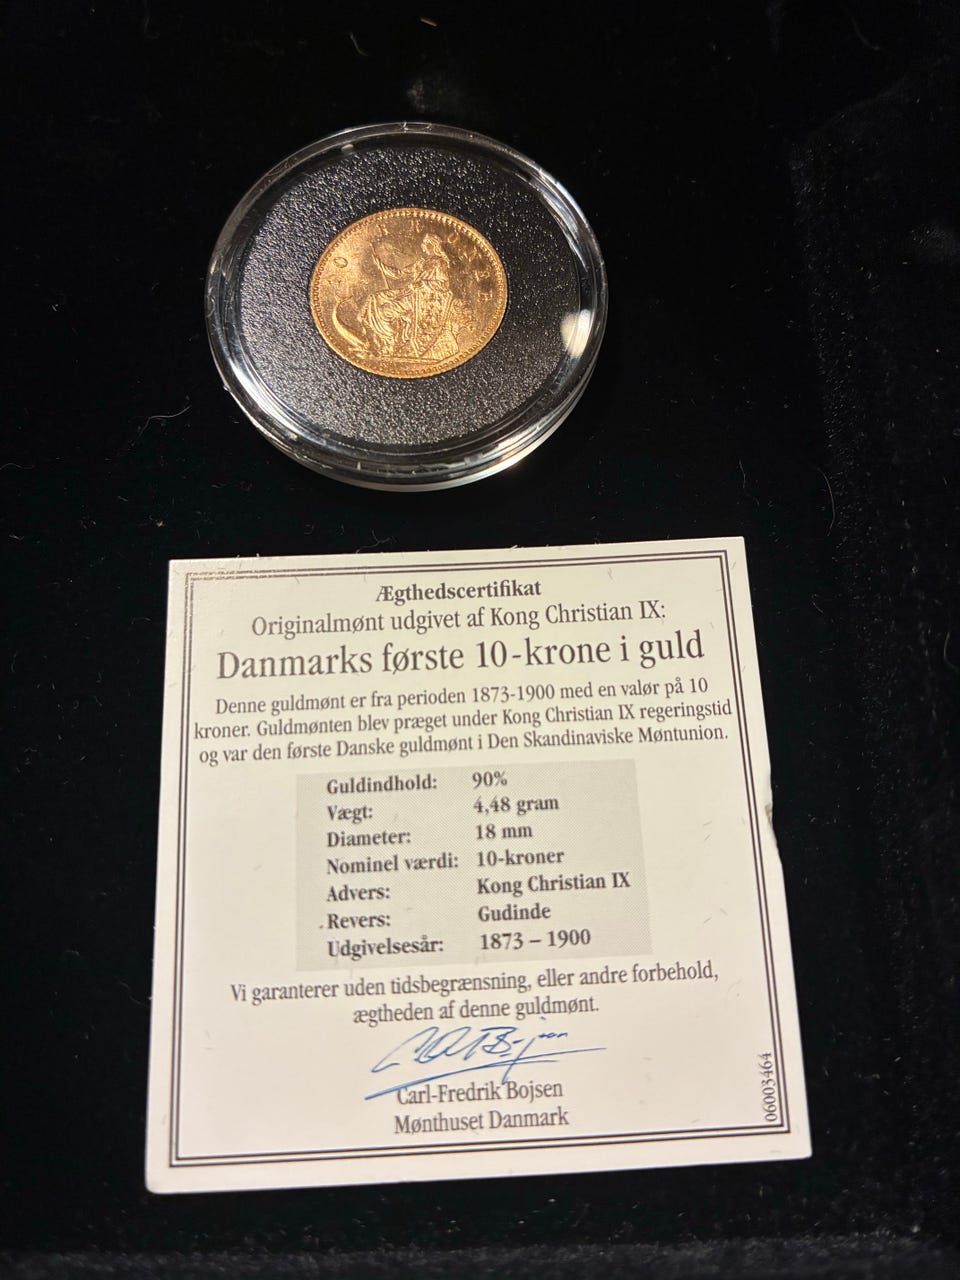 10 KRONER
Ægthedscertifikat
Originalmønt udgivet af Kong Christian IX:
Danmarks første 10-krone i guld
Denne guldmønt er fra perioden 1873-1900 med en valør på 10
kroner. Guldmønten blev præget under Kong Christian IX regeringstid
og var den første Danske guldmønt i Den Skandinaviske Møntunion.
Guldindhold: 90%
Vægt: 4,48 gram
Diameter: 18 mm
Nominel værdi: 10-kroner
Advers: Kong Christian IX
Revers: Gudinde
Udgivelsesår: 1873 – 1900
Vi garanterer uden tidsbegrænsning, eller andre forbehold,
ægtheden af denne guldmønt.
Carl-Fredrik Bojsen
Mønthuset Danmark
06003464